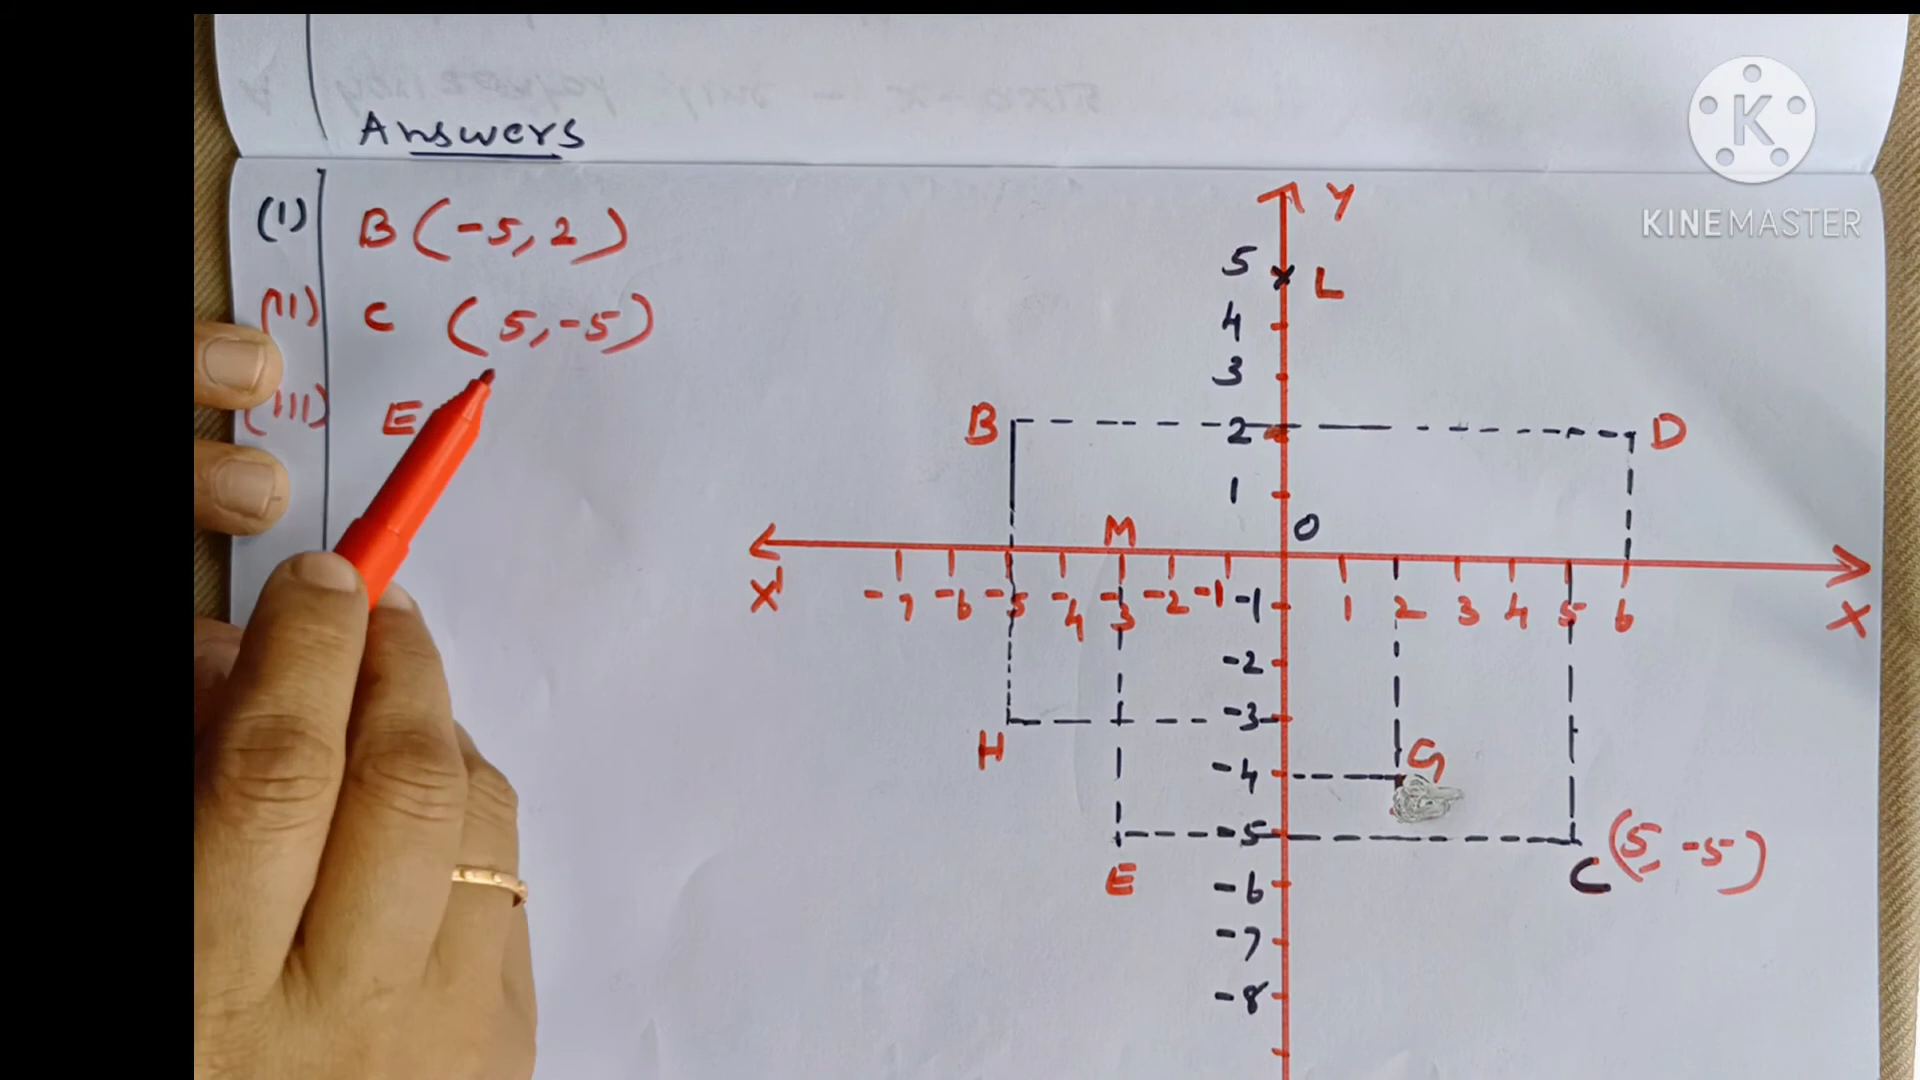 Answers
(I) B (-5, 2)
(II) C (5, -5)
(III) E
K
KINEMASTER
Y
5 L
4
3
B 2 D
1
M O
X' -7 -6 -5 -4 -3 -2 -1 -1 1 2 3 4 5 6 X
-2
H -3
-4 G
-5 C (5, -5)
E -6
-7
-8